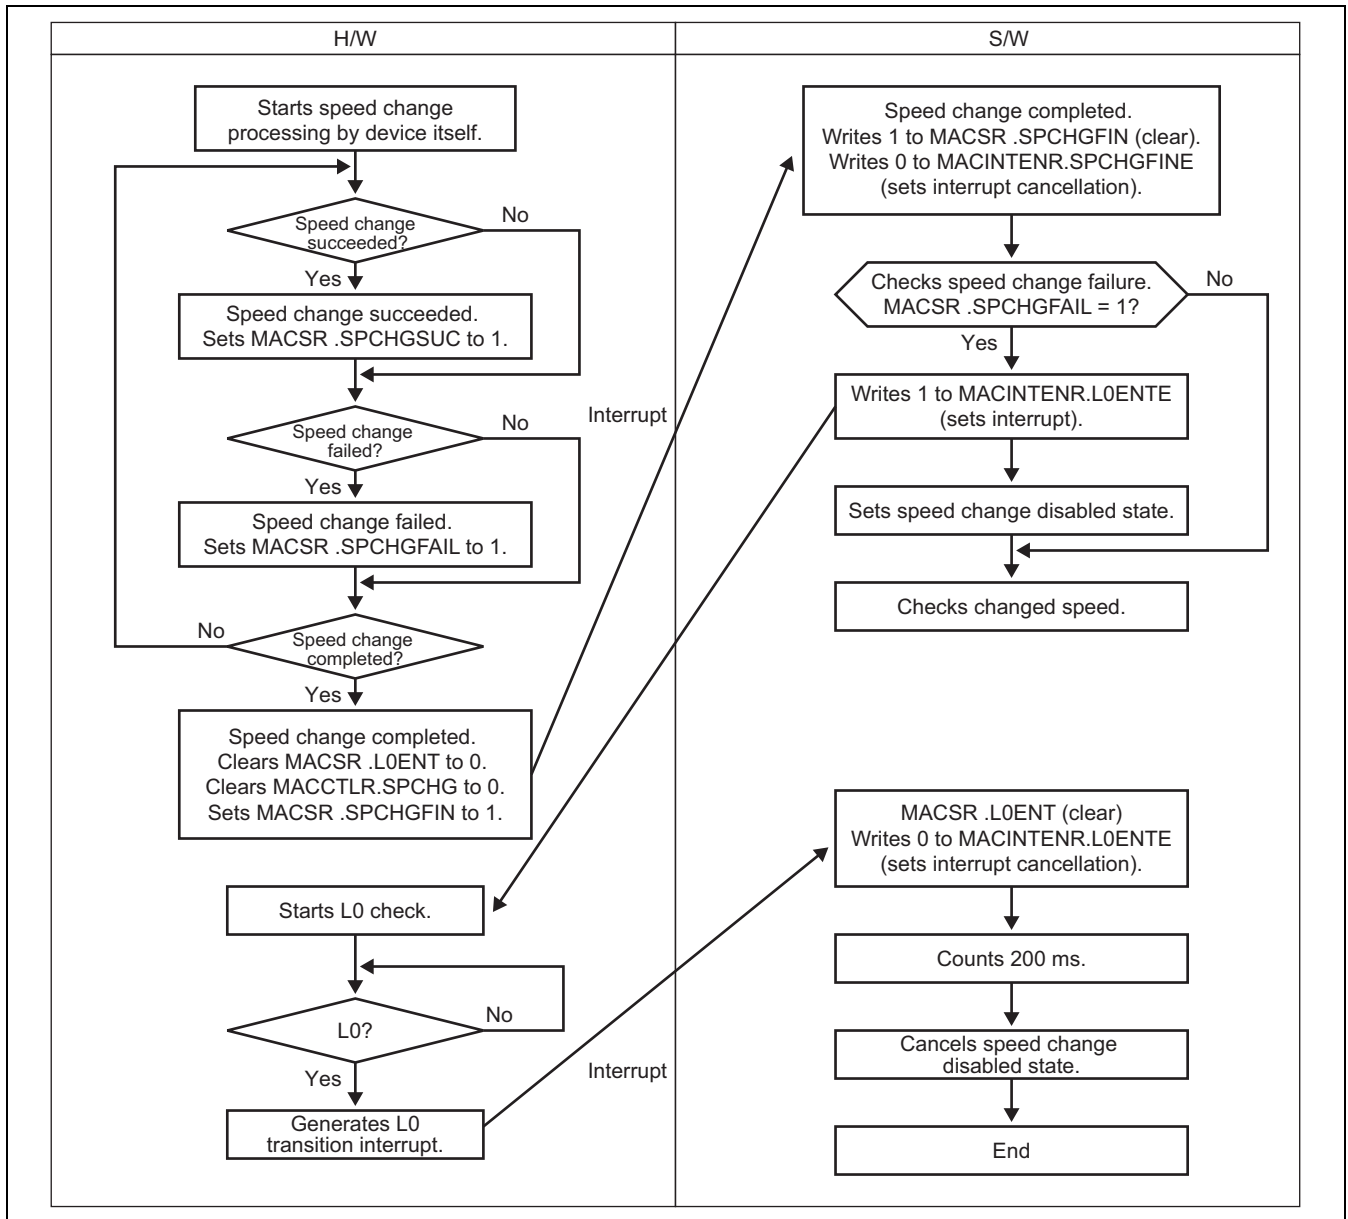 H/W
S/W
Starts speed change
processing by device itself.
Speed change
succeeded?
No
Yes
Speed change succeeded.
Sets MACSR .SPCHGSUC to 1.
Speed change
failed?
No
Yes
Speed change failed.
Sets MACSR .SPCHGFAIL to 1.
Speed change
completed?
No
Yes
Speed change completed.
Clears MACSR .L0ENT to 0.
Clears MACCTLR.SPCHG to 0.
Sets MACSR .SPCHGFIN to 1.
Interrupt
Speed change completed.
Writes 1 to MACSR .SPCHGFIN (clear).
Writes 0 to MACINTENR.SPCHGFINE
(sets interrupt cancellation).
Checks speed change failure.
MACSR .SPCHGFAIL = 1?
No
Yes
Writes 1 to MACINTENR.L0ENTE
(sets interrupt).
Sets speed change disabled state.
Checks changed speed.
Starts L0 check.
L0?
No
Yes
Generates L0
transition interrupt.
Interrupt
MACSR .L0ENT (clear)
Writes 0 to MACINTENR.L0ENTE
(sets interrupt cancellation).
Counts 200 ms.
Cancels speed change
disabled state.
End